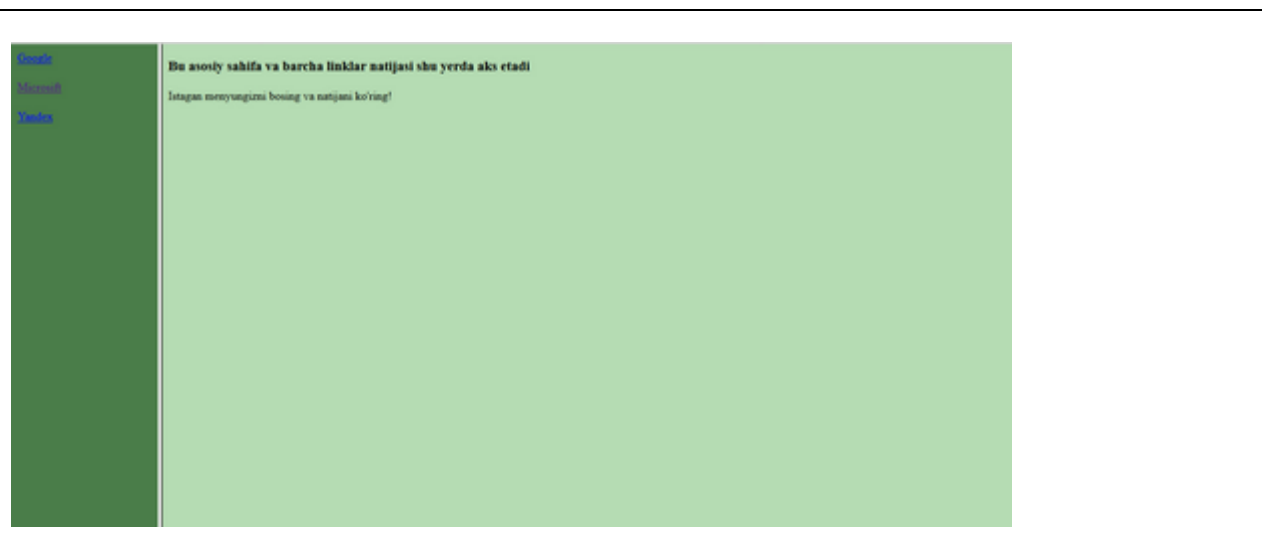 Google
Microsoft
Yandex
Bu asosiy sahifa va barcha linklar natijasi shu yerda aks etadi
Istagan menyungizni bosing va natijani ko'ring!